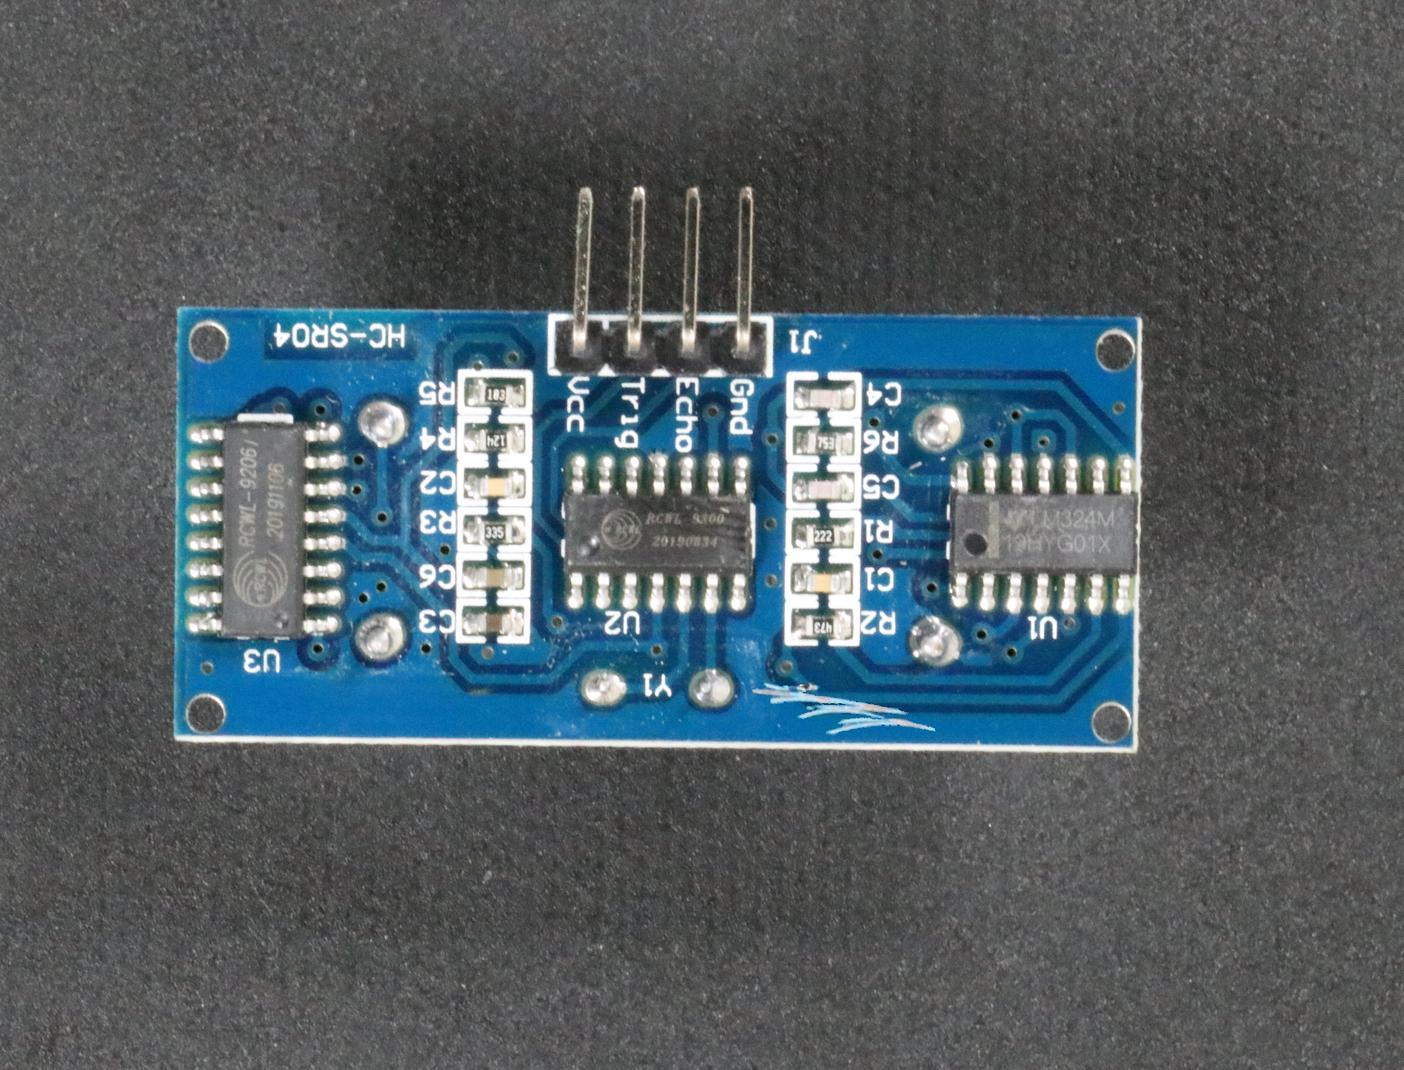 HC-SR04
J1
Vcc
Trig
Echo
Gnd
R5
103
R4
124
C2
R3
335
C6
C3
C4
R6
C5
R1
222
C1
R2
473
RCWL-9206/
20191106
U3
RCWL 9300
20190834
U2
LM324M
19HYG01X
U1
Y1